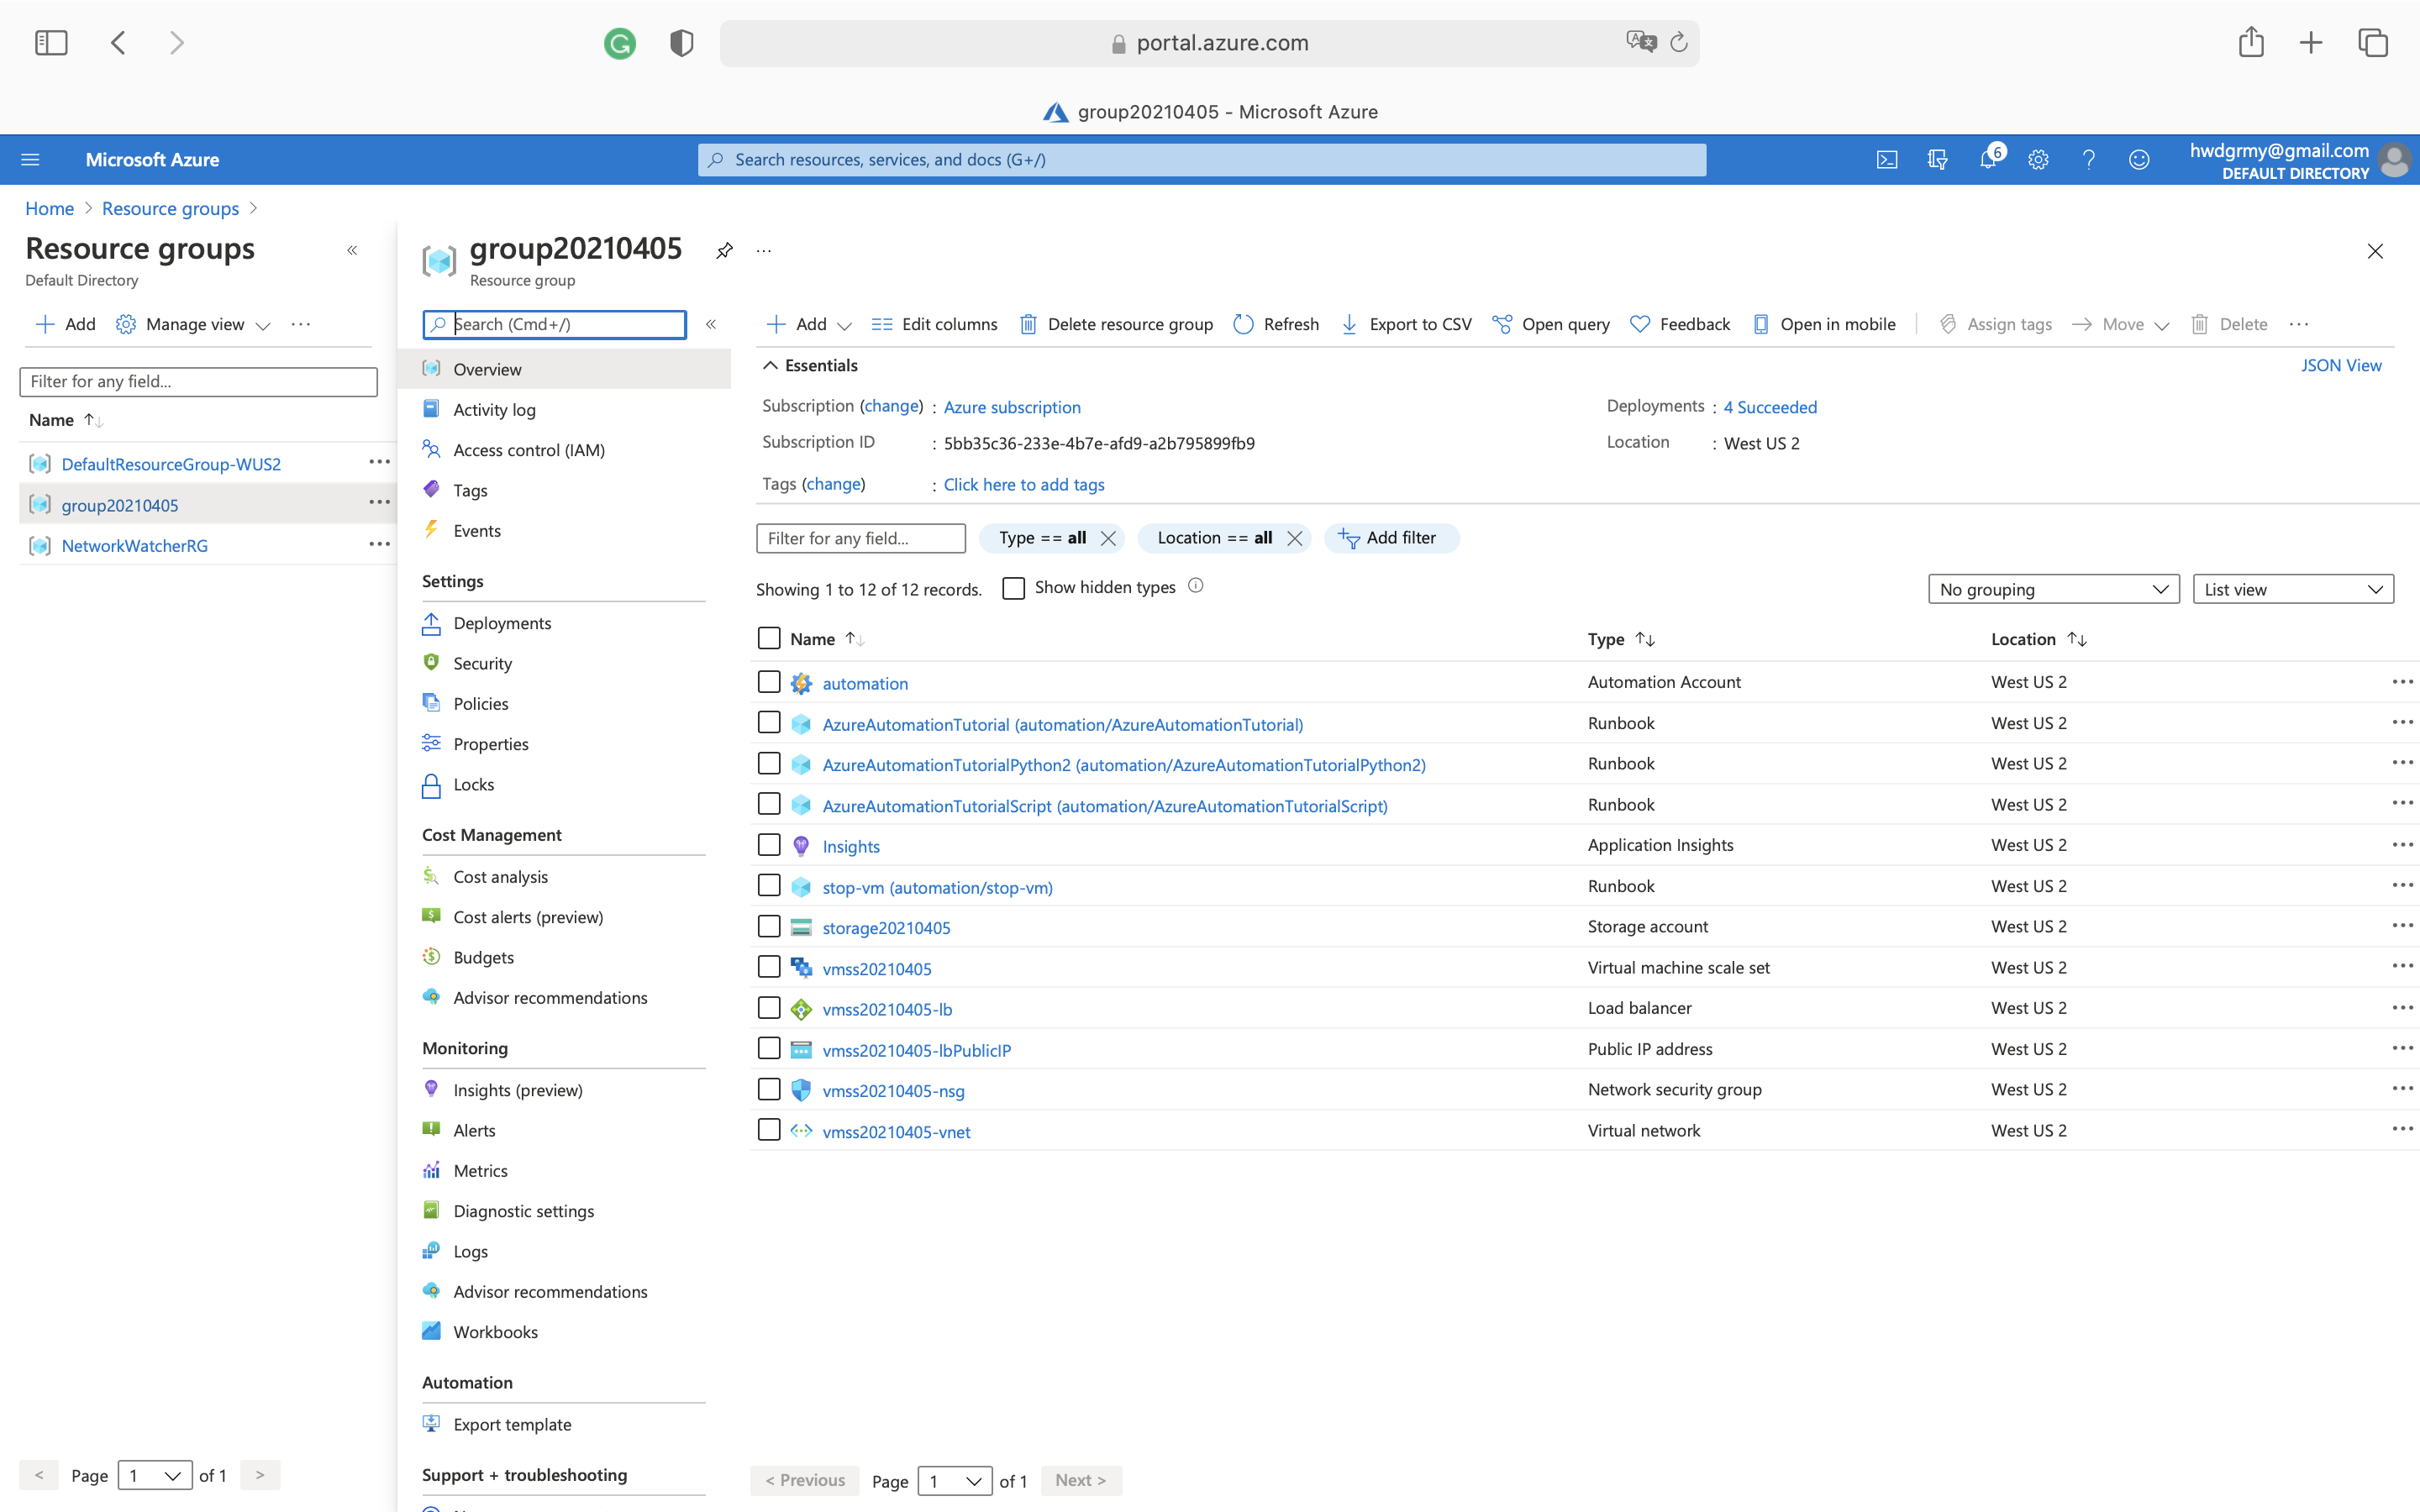 portal.azure.com
group20210405 - Microsoft Azure
Microsoft Azure
Search resources, services, and docs (G+/)
6
hwdgrmy@gmail.com
DEFAULT DIRECTORY
Home > Resource groups >
Resource groups
Default Directory
Add
Manage view
Filter for any field...
Name
DefaultResourceGroup-WUS2
group20210405
NetworkWatcherRG
< Page 1 of 1 >
group20210405
Resource group
Search (Cmd+/)
Overview
Activity log
Access control (IAM)
Tags
Events
Settings
Deployments
Security
Policies
Properties
Locks
Cost Management
Cost analysis
Cost alerts (preview)
Budgets
Advisor recommendations
Monitoring
Insights (preview)
Alerts
Metrics
Diagnostic settings
Logs
Advisor recommendations
Workbooks
Automation
Export template
Support + troubleshooting
Add Edit columns Delete resource group Refresh Export to CSV Open query Feedback Open in mobile Assign tags Move Delete
Essentials
JSON View
Subscription (change) : Azure subscription
Deployments : 4 Succeeded
Subscription ID : 5bb35c36-233e-4b7e-afd9-a2b795899fb9
Location : West US 2
Tags (change) : Click here to add tags
Filter for any field... Type == all Location == all Add filter
Showing 1 to 12 of 12 records. Show hidden types No grouping List view
Name Type Location
automation Automation Account West US 2
AzureAutomationTutorial (automation/AzureAutomationTutorial) Runbook West US 2
AzureAutomationTutorialPython2 (automation/AzureAutomationTutorialPython2) Runbook West US 2
AzureAutomationTutorialScript (automation/AzureAutomationTutorialScript) Runbook West US 2
Insights Application Insights West US 2
stop-vm (automation/stop-vm) Runbook West US 2
storage20210405 Storage account West US 2
vmss20210405 Virtual machine scale set West US 2
vmss20210405-lb Load balancer West US 2
vmss20210405-lbPublicIP Public IP address West US 2
vmss20210405-nsg Network security group West US 2
vmss20210405-vnet Virtual network West US 2
< Previous Page 1 of 1 Next >